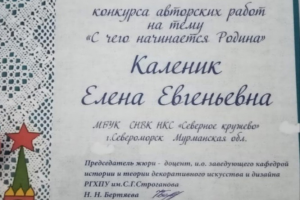 конкурса авторских работ
на тему
"С чего начинается Родина"
Каленик
Елена Евгеньевна
МБУК СНБК НКС «Северное кружево»
г.Североморск Мурманская обл.
Председатель жюри - доцент, и.о. заведующего кафедрой
истории и теории декоративного искусства и дизайна
РГХПУ им.С.Г.Строганова
Н. Н. Бертяева